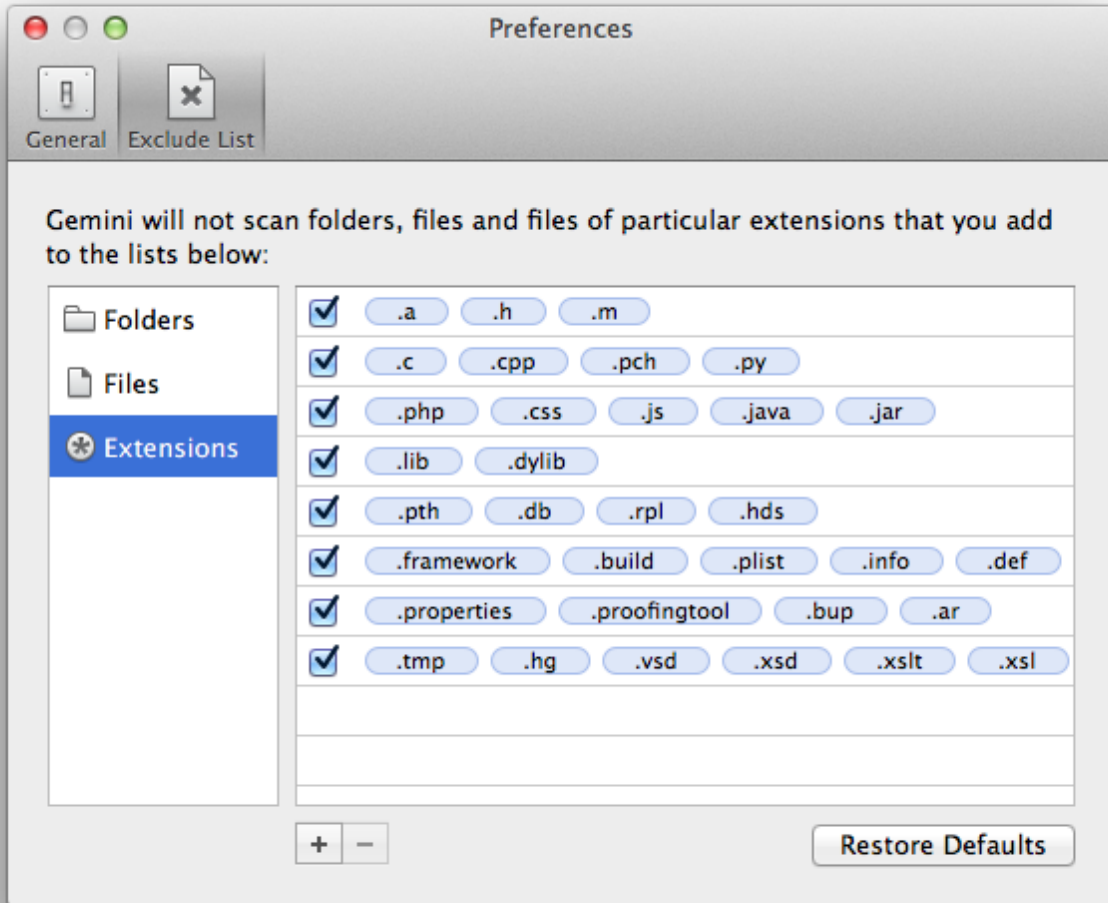 Preferences
General Exclude List
Gemini will not scan folders, files and files of particular extensions that you add
to the lists below:
Folders
Files
Extensions
.a .h .m
.c .cpp .pch .py
.php .css .js .java .jar
.lib .dylib
.pth .db .rpl .hds
.framework .build .plist .info .def
.properties .proofingtool .bup .ar
.tmp .hg .vsd .xsd .xslt .xsl
+ −
Restore Defaults